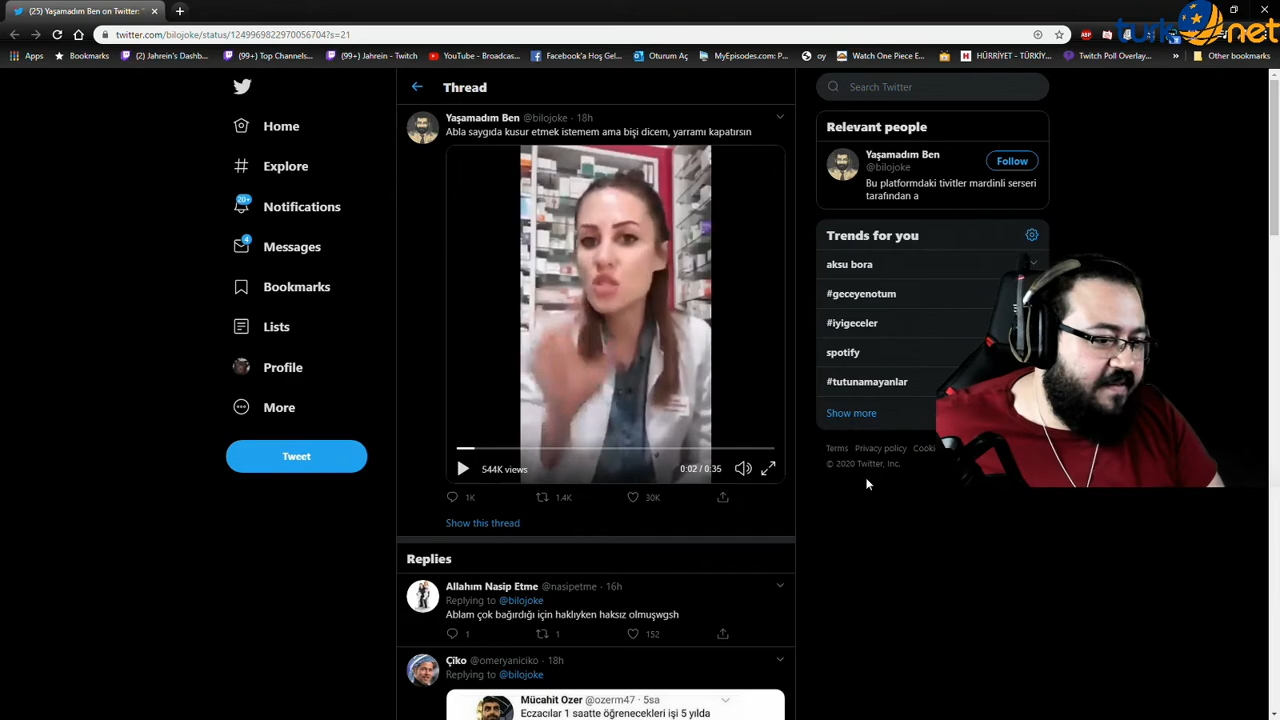 (25) Yaşamadım Ben on Twitter: "
twitter.com/bilojoke/status/1249969822970056704?s=21
turk.net
Apps
Bookmarks
(2) Jahrein's Dashb...
(99+) Top Channels...
(99+) Jahrein - Twitch
YouTube - Broadcas...
Facebook'a Hoş Gel...
Oturum Aç
MyEpisodes.com: P...
oy
Watch One Piece E...
HÜRRİYET - TÜRKİY...
Twitch Poll Overlay...
»
Other bookmarks
Home
Explore
20+
Notifications
4
Messages
Bookmarks
Lists
Profile
More
Tweet
Thread
Yaşamadım Ben @bilojoke · 18h
Abla saygıda kusur etmek istemem ama bişi dicem, yarramı kapatırsın
544K views
0:02 / 0:35
1K 1.4K 30K
Show this thread
Replies
Allahım Nasip Etme @nasipetme · 16h
Replying to @bilojoke
Ablam çok bağırdığı için haklıyken haksız olmuşwgsh
1 1 152
Çiko @omeryaniciko · 18h
Replying to @bilojoke
Mücahit Ozer @ozerm47 · 5sa
Eczacılar 1 saatte öğrenecekleri işi 5 yılda
Search Twitter
Relevant people
Yaşamadım Ben
@bilojoke
Follow
Bu platformdaki tivitler mardinli serseri
tarafından a
Trends for you
aksu bora
#geceyenotum
#iyigeceler
spotify
#tutunamayanlar
Show more
Terms Privacy policy Cooki
© 2020 Twitter, Inc.